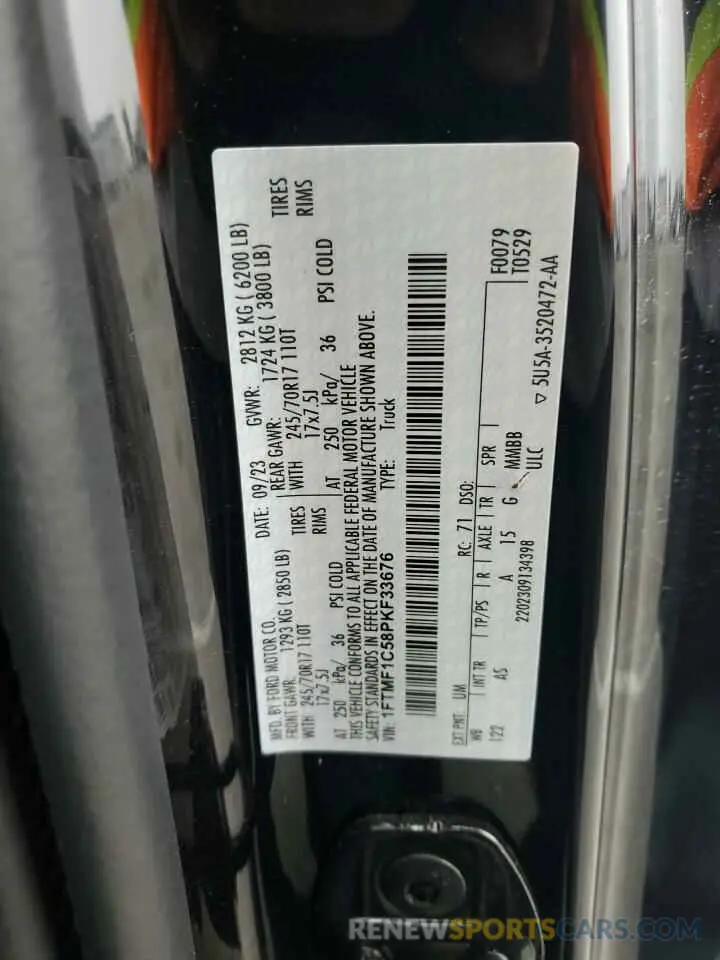 MFD. BY FORD MOTOR CO.
DATE: 09/23
GVWR: 2812 KG ( 6200 LB)
FRONT GAWR: 1293 KG ( 2850 LB)
REAR GAWR: 1724 KG ( 3800 LB)
WITH 245/70R17 110T TIRES
WITH 245/70R17 110T TIRES
17x7.5J RIMS
17x7.5J RIMS
AT 250 kPa/ 36 PSI COLD
AT 250 kPa/ 36 PSI COLD
THIS VEHICLE CONFORMS TO ALL APPLICABLE FEDERAL MOTOR VEHICLE
SAFETY STANDARDS IN EFFECT ON THE DATE OF MANUFACTURE SHOWN ABOVE.
VIN: 1FTMF1C58PKF33676
TYPE: Truck
EXT PNT: UM RC: 71 DSO:
F0079
WB INT TR TP/PS R AXLE TR SPR
T0529
122 AS A 15 G MMBB
2202309134398 ULC
▽ 5U5A-3520472-AA
RENEWSPORTSCARS.COM